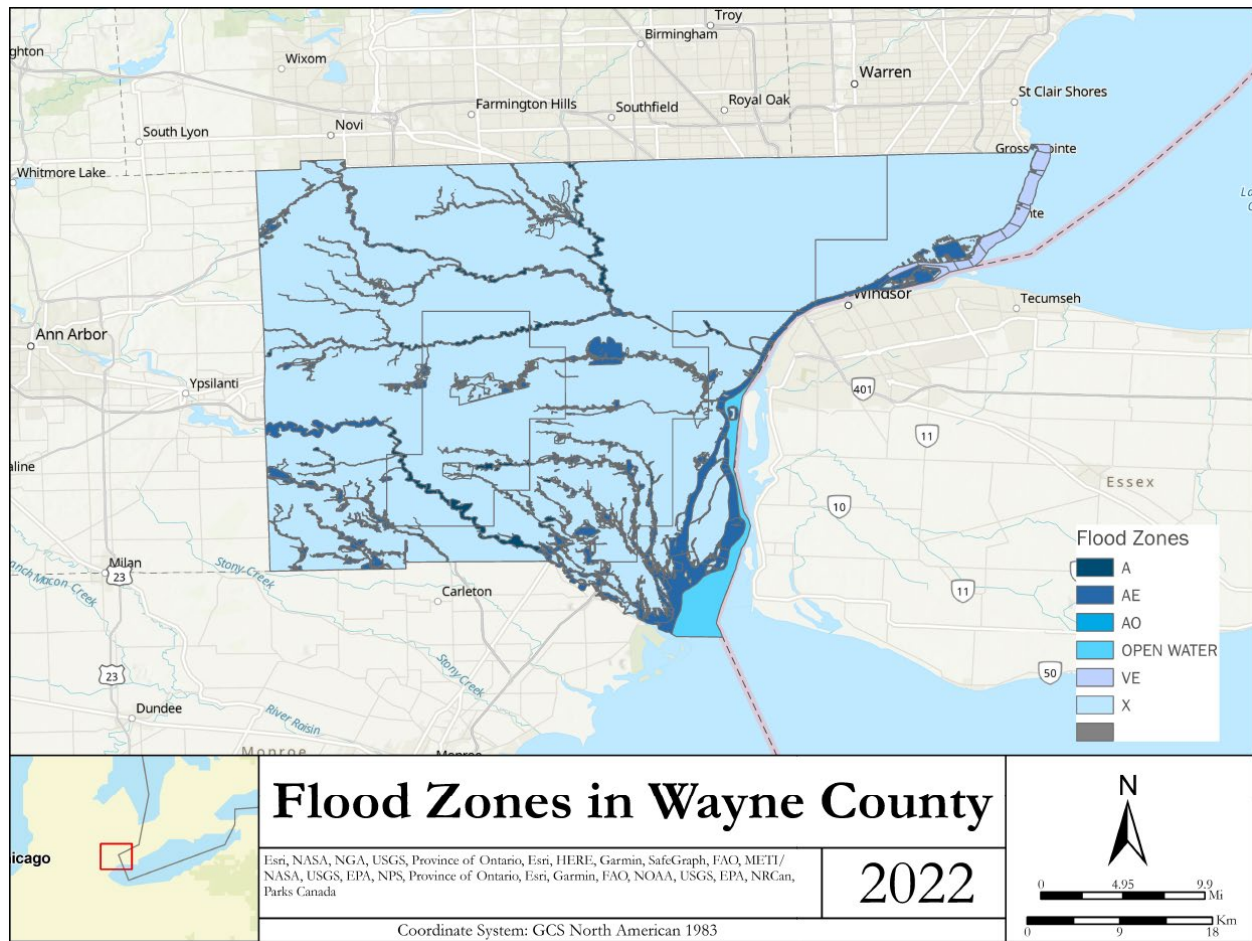 Troy
Birmingham
ghton
Wixom
Warren
St Clair Shores
Farmington Hills
Southfield
Royal Oak
Novi
South Lyon
Whitmore Lake
Windsor
Tecumseh
Ann Arbor
Ypsilanti
401
11
aline
Essex
10
Milan
23
Stony Creek
Carleton
11
Flood Zones
A
AE
AO
OPEN WATER
VE
X
Stony Creek
23
50
River Raisin
Dundee
Monroe
hicago
Flood Zones in Wayne County
Esri, NASA, NGA, USGS, Province of Ontario, Esri, HERE, Garmin, SafeGraph, FAO, METI/
NASA, USGS, EPA, NPS, Province of Ontario, Esri, Garmin, FAO, NOAA, USGS, EPA, NRCan,
Parks Canada
2022
Coordinate System: GCS North American 1983
N
0 4.95 9.9
Mi
Km
0 9 18